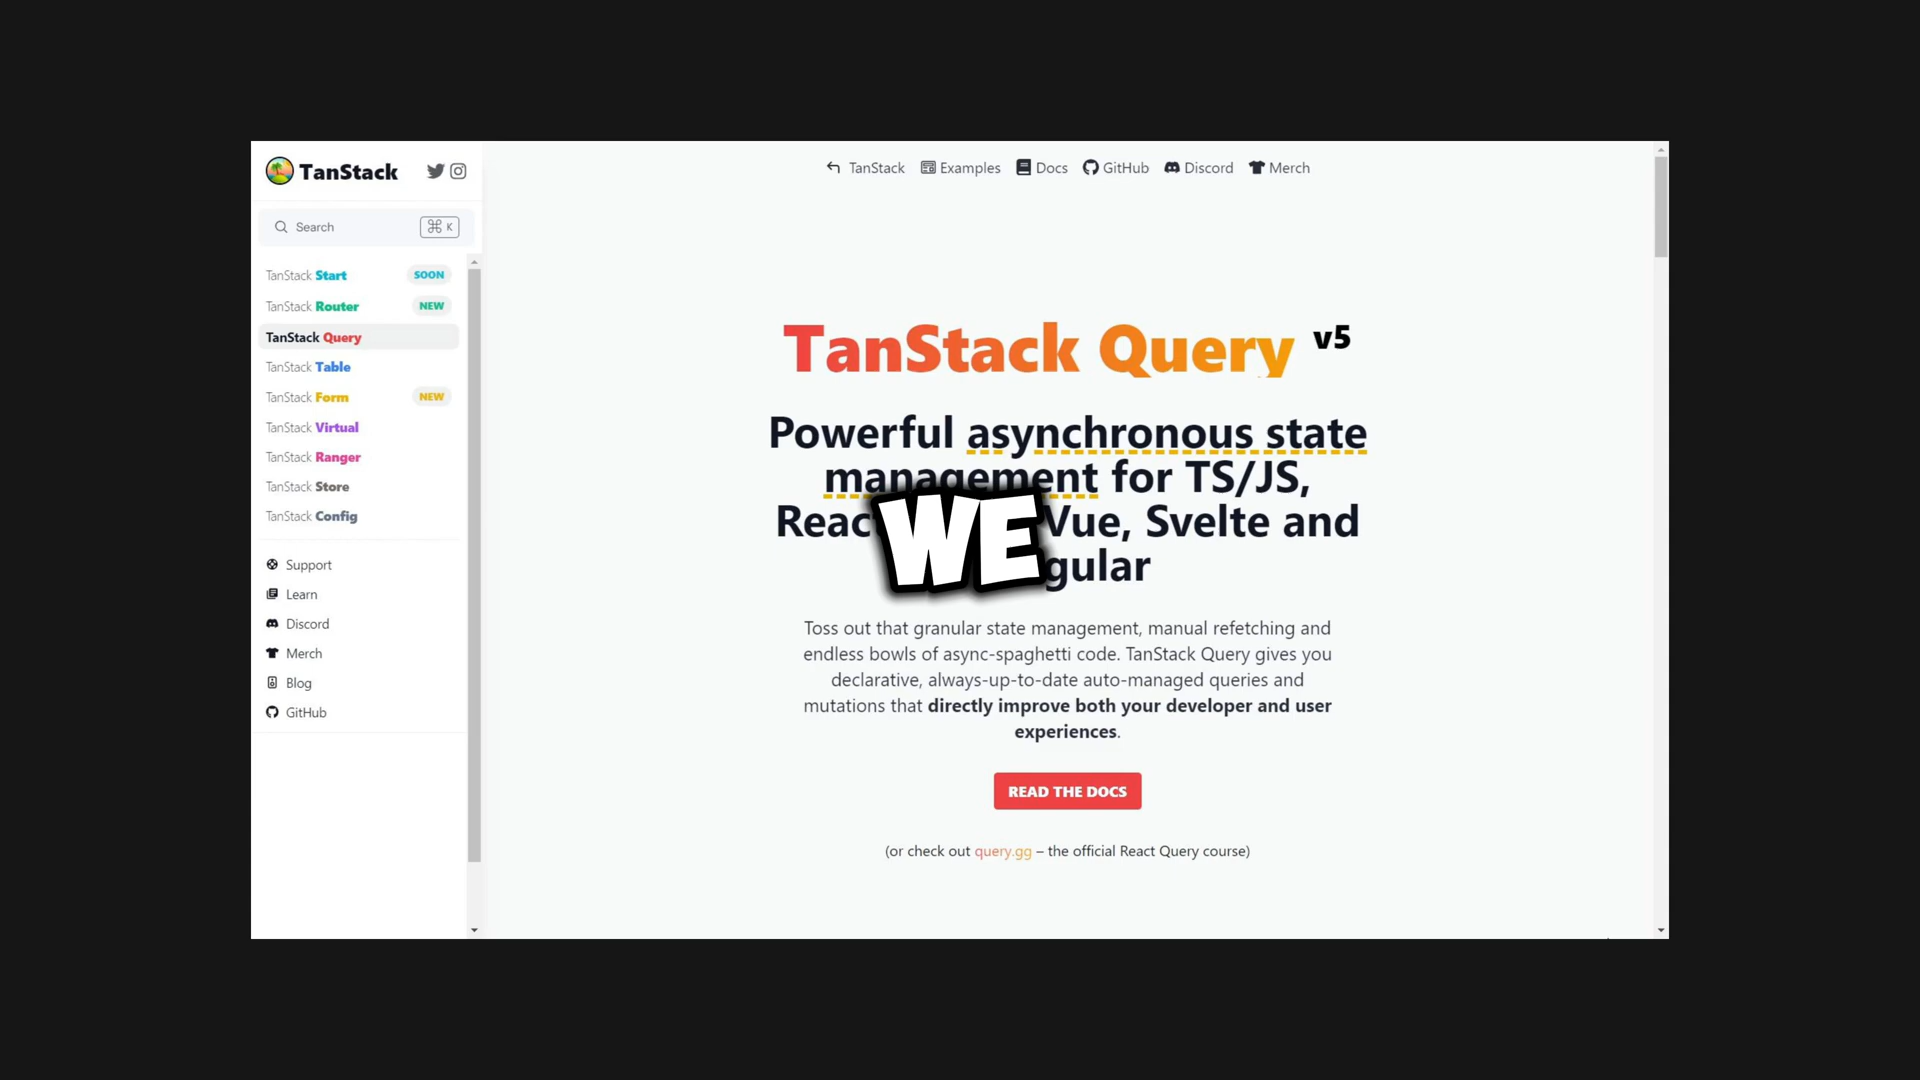 TanStack
Search
⌘ K
TanStack Start SOON
TanStack Router NEW
TanStack Query
TanStack Table
TanStack Form NEW
TanStack Virtual
TanStack Ranger
TanStack Store
TanStack Config
Support
Learn
Discord
Merch
Blog
GitHub
TanStack Examples Docs GitHub Discord Merch
TanStack Query v5
Powerful asynchronous state
management for TS/JS,
Vue, Svelte and
WE
Toss out that granular state management, manual refetching and
endless bowls of async-spaghetti code. TanStack Query gives you
declarative, always-up-to-date auto-managed queries and
mutations that directly improve both your developer and user
experiences.
READ THE DOCS
(or check out query.gg – the official React Query course)